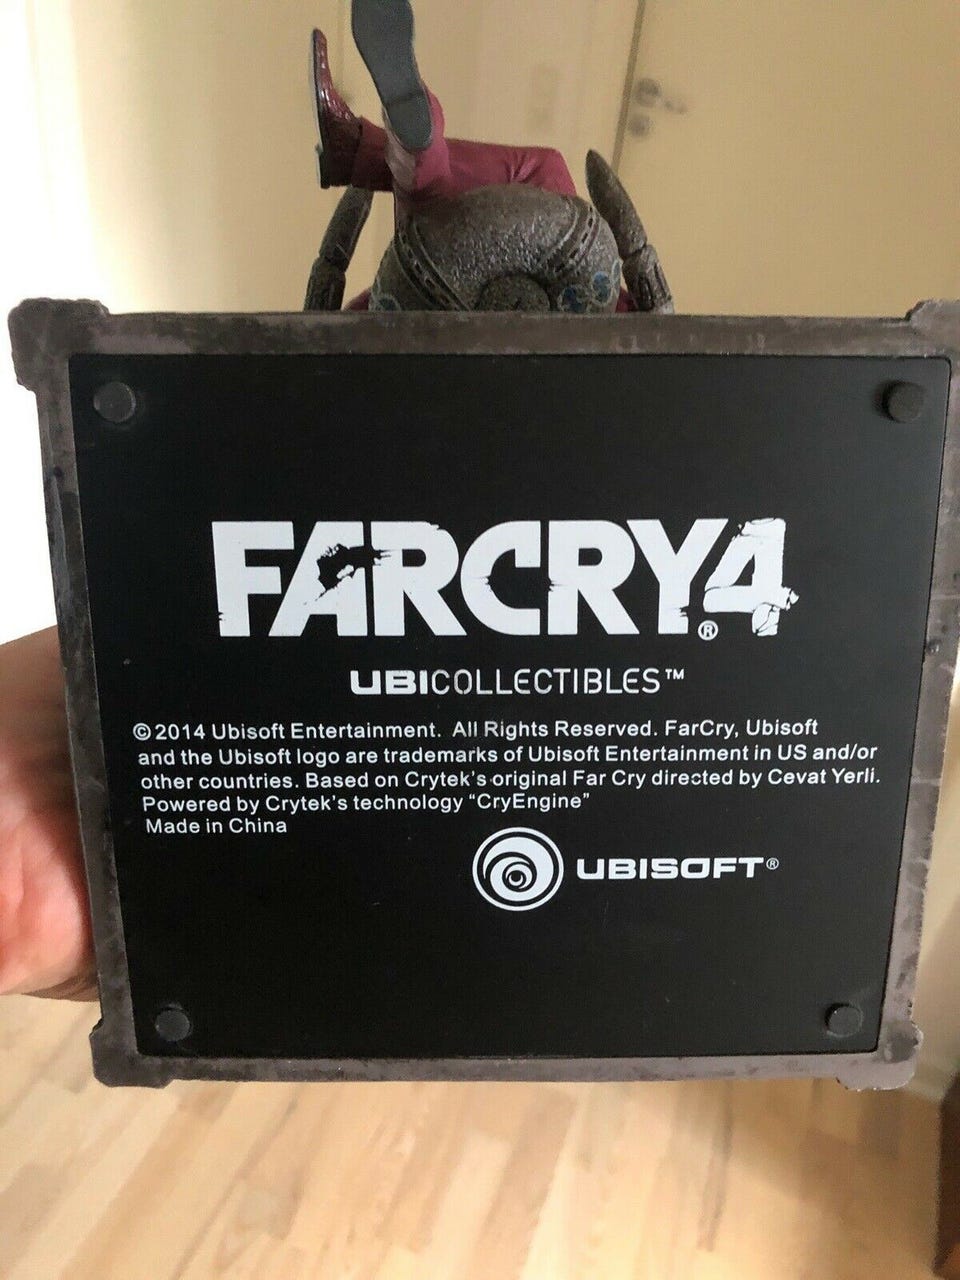 FARCRY®4
UBICOLLECTIBLES™
©2014 Ubisoft Entertainment. All Rights Reserved. FarCry, Ubisoft
and the Ubisoft logo are trademarks of Ubisoft Entertainment in US and/or
other countries. Based on Crytek's original Far Cry directed by Cevat Yerli.
Powered by Crytek's technology “CryEngine”
Made in China
UBISOFT®